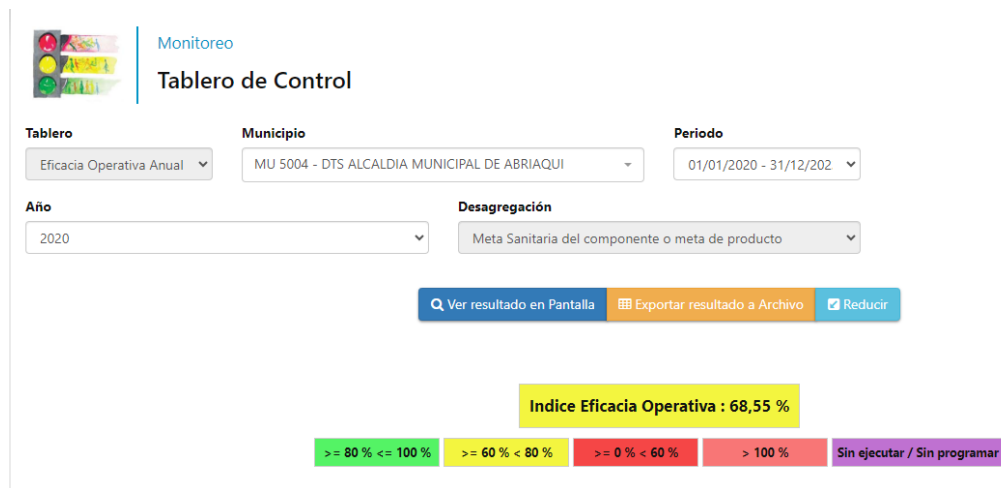 Monitoreo
Tablero de Control
Tablero Municipio Periodo
Eficacia Operativa Anual MU 5004 - DTS ALCALDIA MUNICIPAL DE ABRIAQUI 01/01/2020 - 31/12/202
Año Desagregación
2020 Meta Sanitaria del componente o meta de producto
Ver resultado en Pantalla Exportar resultado a Archivo Reducir
Indice Eficacia Operativa : 68,55 %
>= 80 % <= 100 % >= 60 % < 80 % >= 0 % < 60 % > 100 % Sin ejecutar / Sin programar